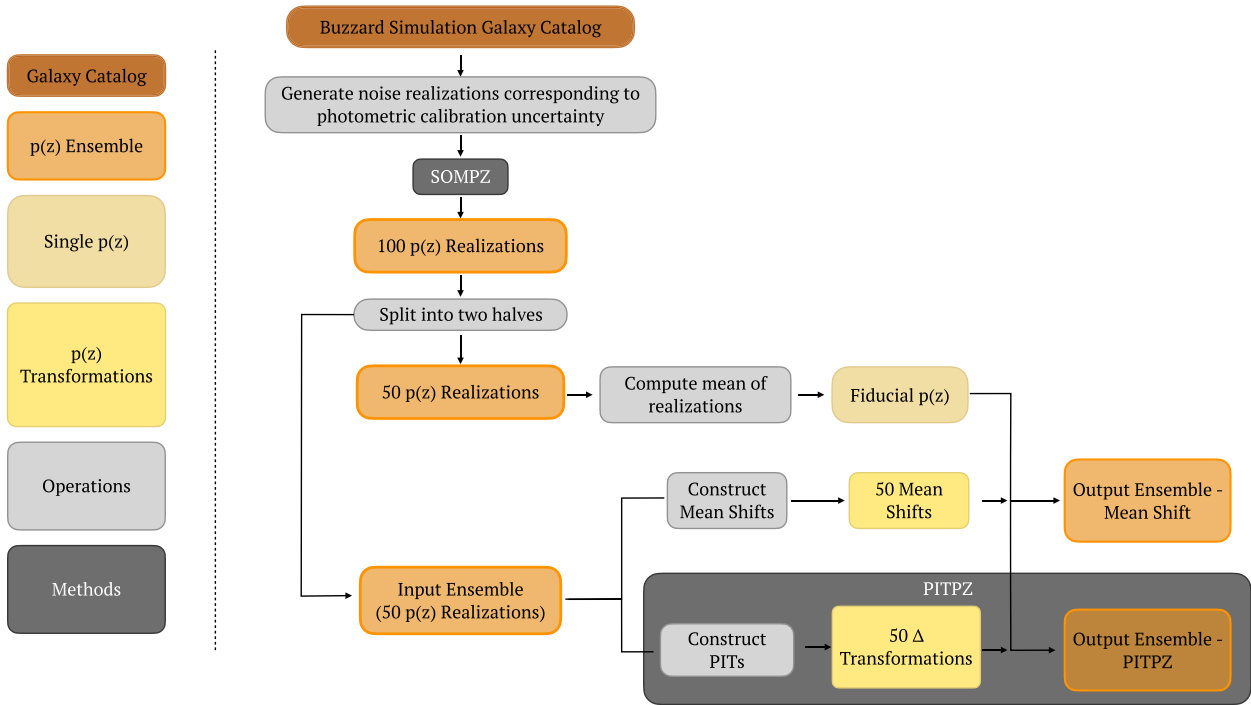 Galaxy Catalog
p(z) Ensemble
Single p(z)
p(z)
Transformations
Operations
Methods
Buzzard Simulation Galaxy Catalog
Generate noise realizations corresponding to
photometric calibration uncertainty
SOMPZ
100 p(z) Realizations
Split into two halves
50 p(z) Realizations
Compute mean of
realizations
Fiducial p(z)
Construct
Mean Shifts
50 Mean
Shifts
Output Ensemble -
Mean Shift
Input Ensemble
(50 p(z) Realizations)
PITPZ
Construct
PITs
50 Δ
Transformations
Output Ensemble -
PITPZ